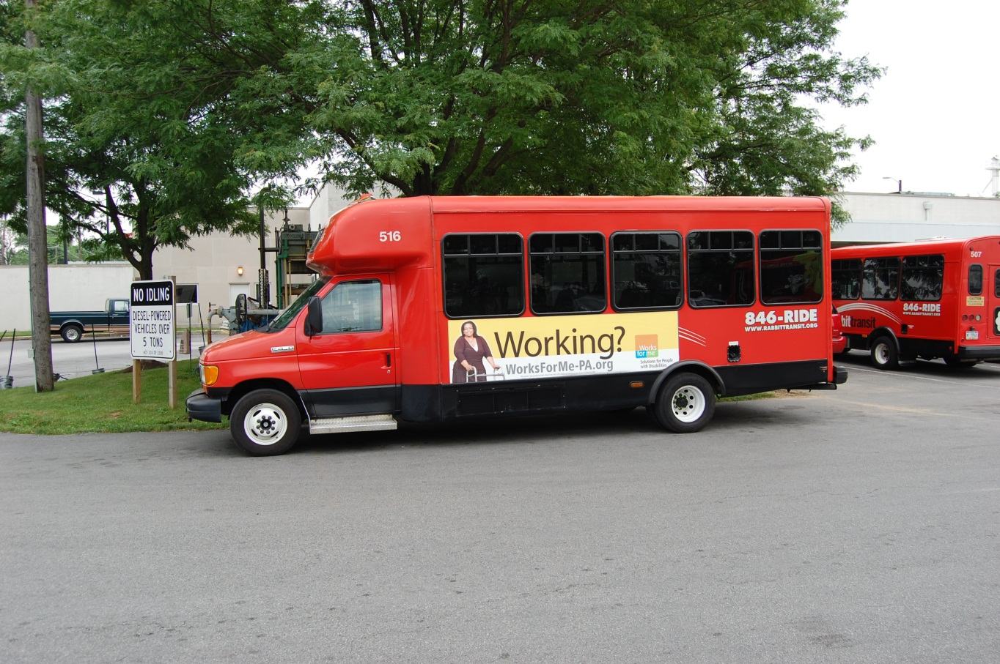 516
NO IDLING
DIESEL-POWERED
VEHICLES OVER
5 TONS
Working?
WorksForMe-PA.org
Works
for me
Solutions for People
with Disabilities
846-RIDE
WWW.RABBITTRANSIT.ORG
507
CAUTION
846-RIDE
WWW.RABBITTRANSIT.ORG
bittransit